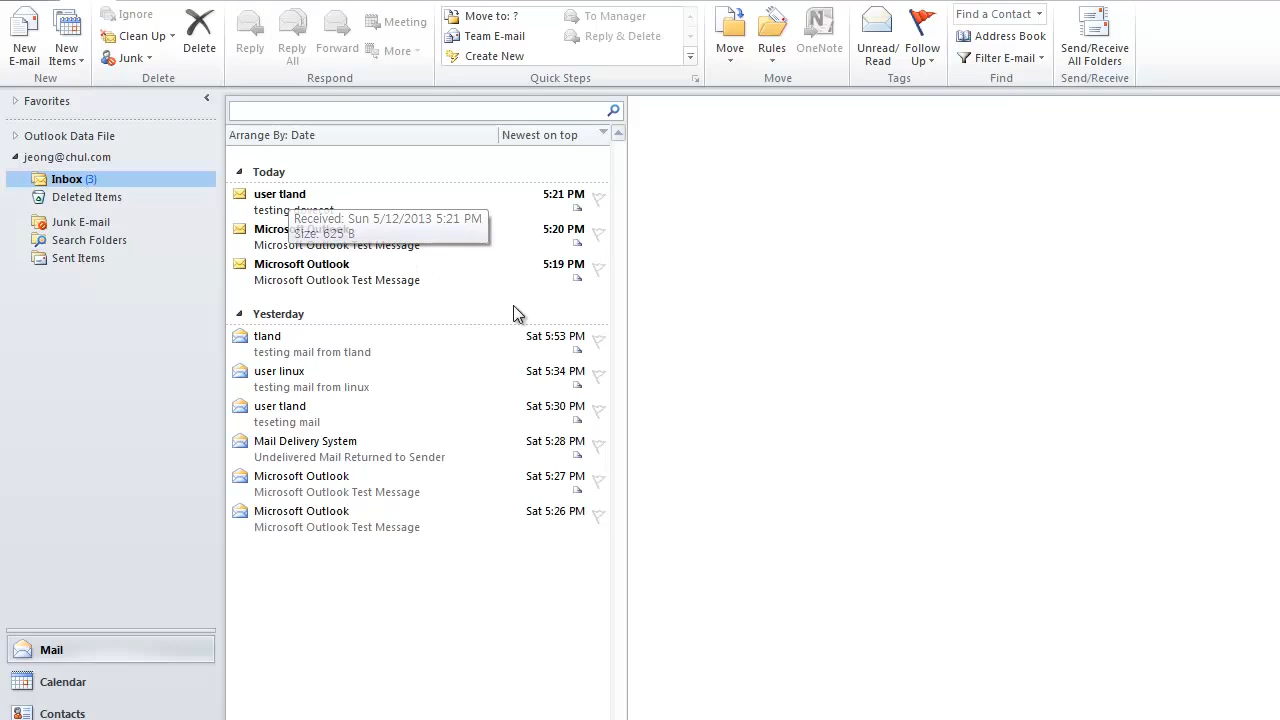 Ignore
Clean Up
Junk
New
E-mail
New
Items
Delete
Reply
Reply
All
Forward
Meeting
More
Move to: ?
Team E-mail
Create New
To Manager
Reply & Delete
Move
Rules
OneNote
Unread/
Read
Follow
Up
Find a Contact
Address Book
Filter E-mail
Send/Receive
All Folders
New
Delete
Respond
Quick Steps
Move
Tags
Find
Send/Receive
Favorites
Outlook Data File
jeong@chul.com
Inbox (3)
Deleted Items
Junk E-mail
Search Folders
Sent Items
Mail
Calendar
Contacts
Arrange By: Date
Newest on top
Today
user tland 5:21 PM
testing
Received: Sun 5/12/2013 5:21 PM
Size: 625 B
Microsoft Outlook 5:20 PM
Microsoft Outlook Test Message
Microsoft Outlook 5:19 PM
Microsoft Outlook Test Message
Yesterday
tland Sat 5:53 PM
testing mail from tland
user linux Sat 5:34 PM
testing mail from linux
user tland Sat 5:30 PM
teseting mail
Mail Delivery System Sat 5:28 PM
Undelivered Mail Returned to Sender
Microsoft Outlook Sat 5:27 PM
Microsoft Outlook Test Message
Microsoft Outlook Sat 5:26 PM
Microsoft Outlook Test Message